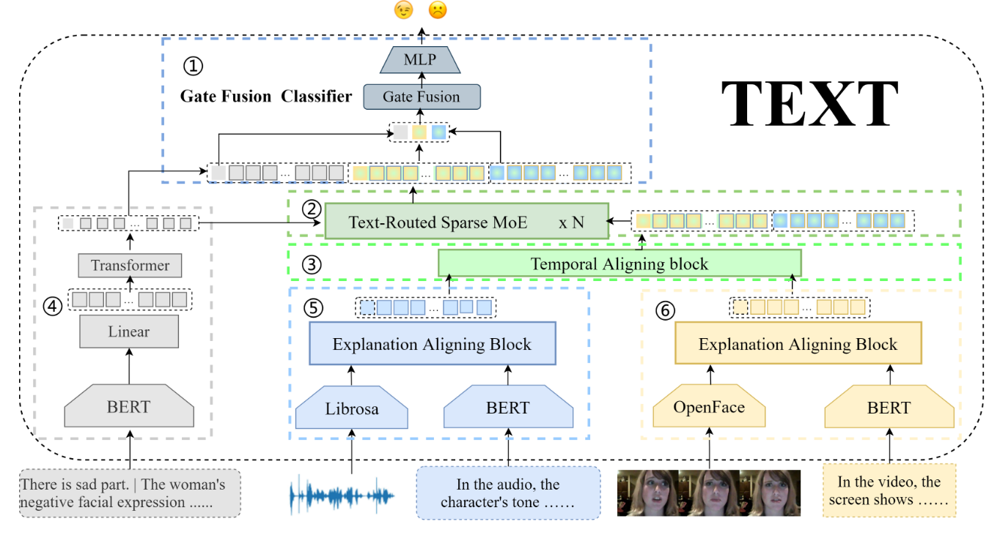 ①
MLP
Gate Fusion Classifier
Gate Fusion
TEXT
②
Text-Routed Sparse MoE x N
③
Temporal Aligning block
④
Transformer
Linear
BERT
⑤
Explanation Aligning Block
Librosa
BERT
⑥
Explanation Aligning Block
OpenFace
BERT
There is sad part. | The woman's
negative facial expression ......
In the audio, the
character's tone ……
In the video, the
screen shows ……